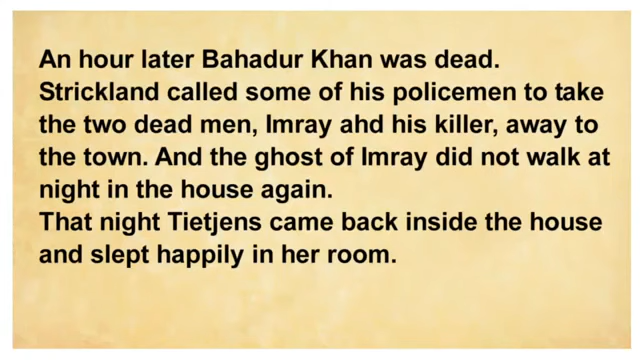 An hour later Bahadur Khan was dead.
Strickland called some of his policemen to take
the two dead men, Imray ahd his killer, away to
the town. And the ghost of Imray did not walk at
night in the house again.
That night Tietjens came back inside the house
and slept happily in her room.